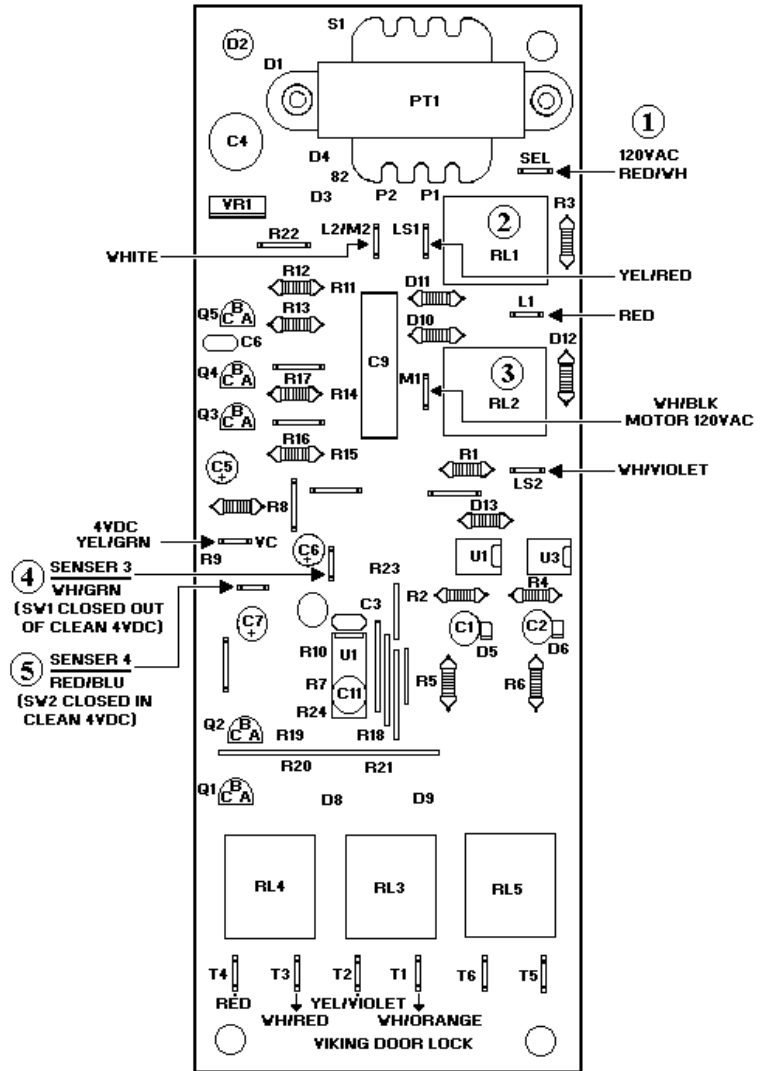 S1
D2
D1
PT1
1
C4
D4
120VAC
SEL
RED/WH
82
D3
P2
P1
VR1
R3
2
L2/M2
LS1
R22
RL1
WHITE
R12
D11
YEL/RED
R11
L1
R13
RED
Q5
B
C A
D10
C6
D12
C9
3
Q4
B
C A
R17
M1
R14
RL2
WH/BLK
MOTOR 120VAC
Q3
B
C A
R16
R15
R1
C5
+
WH/VIOLET
LS2
R8
D13
4VDC
YEL/GRN
VC
C6
+
U1
U3
R9
R23
4
SENSER 3
WH/GRN
(SW1 CLOSED OUT
OF CLEAN 4VDC)
R2
R4
C3
C7
+
C1
C2
R10
U1
D5
D6
5
SENSER 4
RED/BLU
(SW2 CLOSED IN
CLEAN 4VDC)
R7
C11
R5
R6
R24
Q2
B
C A
R19
R18
R20
R21
Q1
B
C A
D8
D9
RL4
RL3
RL5
T4
T3
T2
T1
T6
T5
RED
YEL/VIOLET
WH/RED
WH/ORANGE
VIKING DOOR LOCK